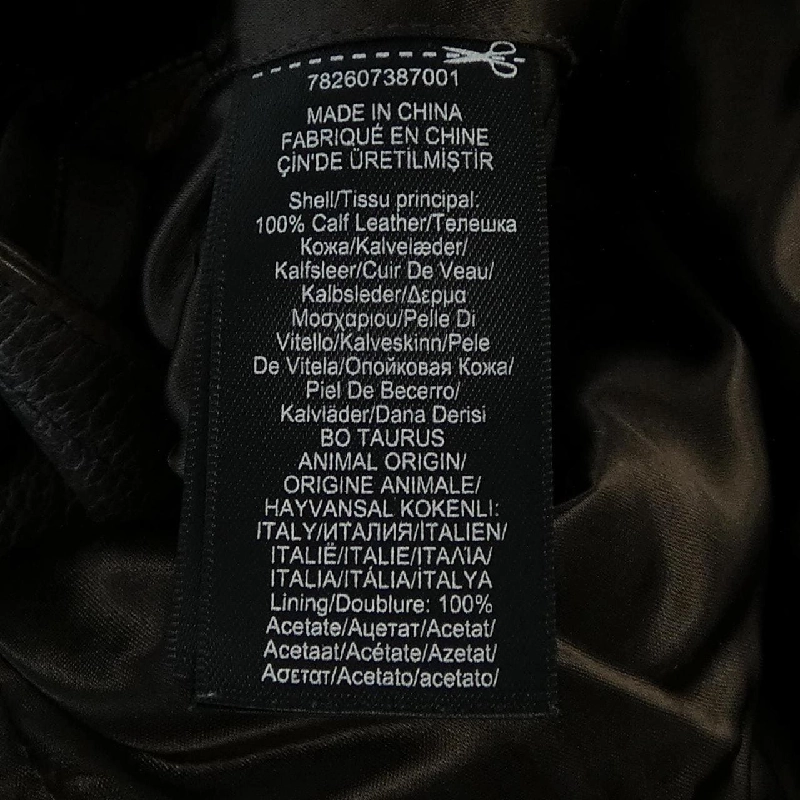 782607387001
MADE IN CHINA
FABRIQUÉ EN CHINE
ÇİN'DE ÜRETİLMİŞTİR
Shell/Tissu principal:
100% Calf Leather/Телешка
Кожа/Kalvelæder/
Kalfsleer/Cuir De Veau/
Kalbsleder/Δερμα
Μοσχαριου/Pelle Di
Vitello/Kalveskinn/Pele
De Vitela/Опойковая Кожа/
Piel De Becerro/
Kalvläder/Dana Derisi
BO TAURUS
ANIMAL ORIGIN/
ORIGINE ANIMALE/
HAYVANSAL KOKENLI:
ITALY/ИТАЛИЯ/ITALIEN/
ITALIË/ITALIE/ΙΤΑΛΙΑ/
ITALIA/ITÁLIA/İTALYA
Lining/Doublure: 100%
Acetate/Ацетат/Acetat/
Acetaat/Acétate/Azetat/
Ασετατ/Acetato/acetato/